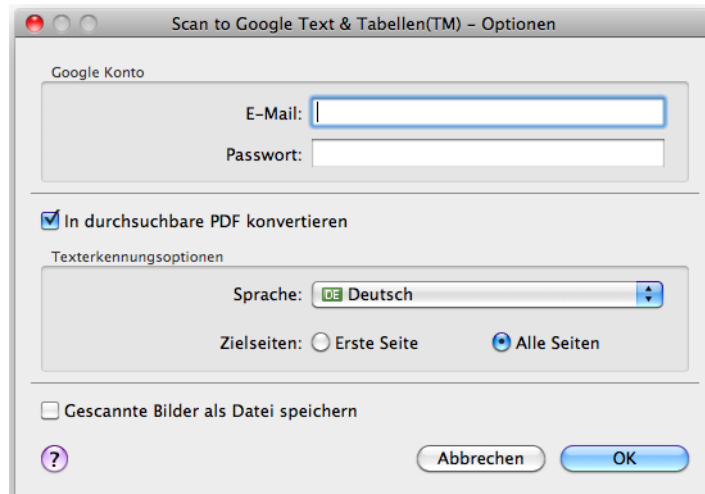 Scan to Google Text & Tabellen(TM) – Optionen
Google Konto
E-Mail:
Passwort:
In durchsuchbare PDF konvertieren
Texterkennungsoptionen
Sprache: DE Deutsch
Zielseiten: Erste Seite Alle Seiten
Gescannte Bilder als Datei speichern
? Abbrechen OK